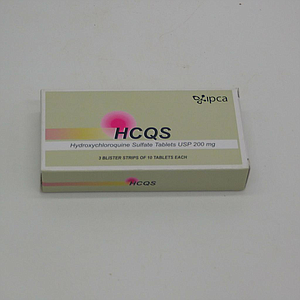 ipca
HCQS
Hydroxychloroquine Sulfate Tablets USP 200 mg
3 BLISTER STRIPS OF 10 TABLETS EACH
HCQS